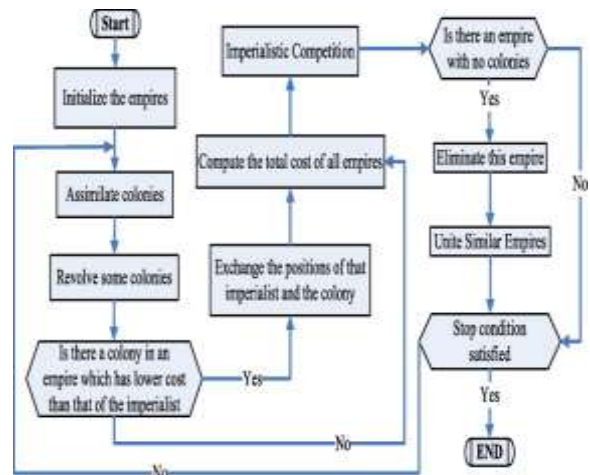 Start
Initialize the empires
Assimilate colonies
Revolve some colonies
Is there a colony in an
empire which has lower cost
than that of the imperialist
Yes
No
No
Exchange the positions of that
imperialist and the colony
Compute the total cost of all empires
Imperialistic Competition
Is there an empire
with no colonies
Yes
No
Eliminate this empire
Unite Similar Empires
Stop condition
satisfied
Yes
END